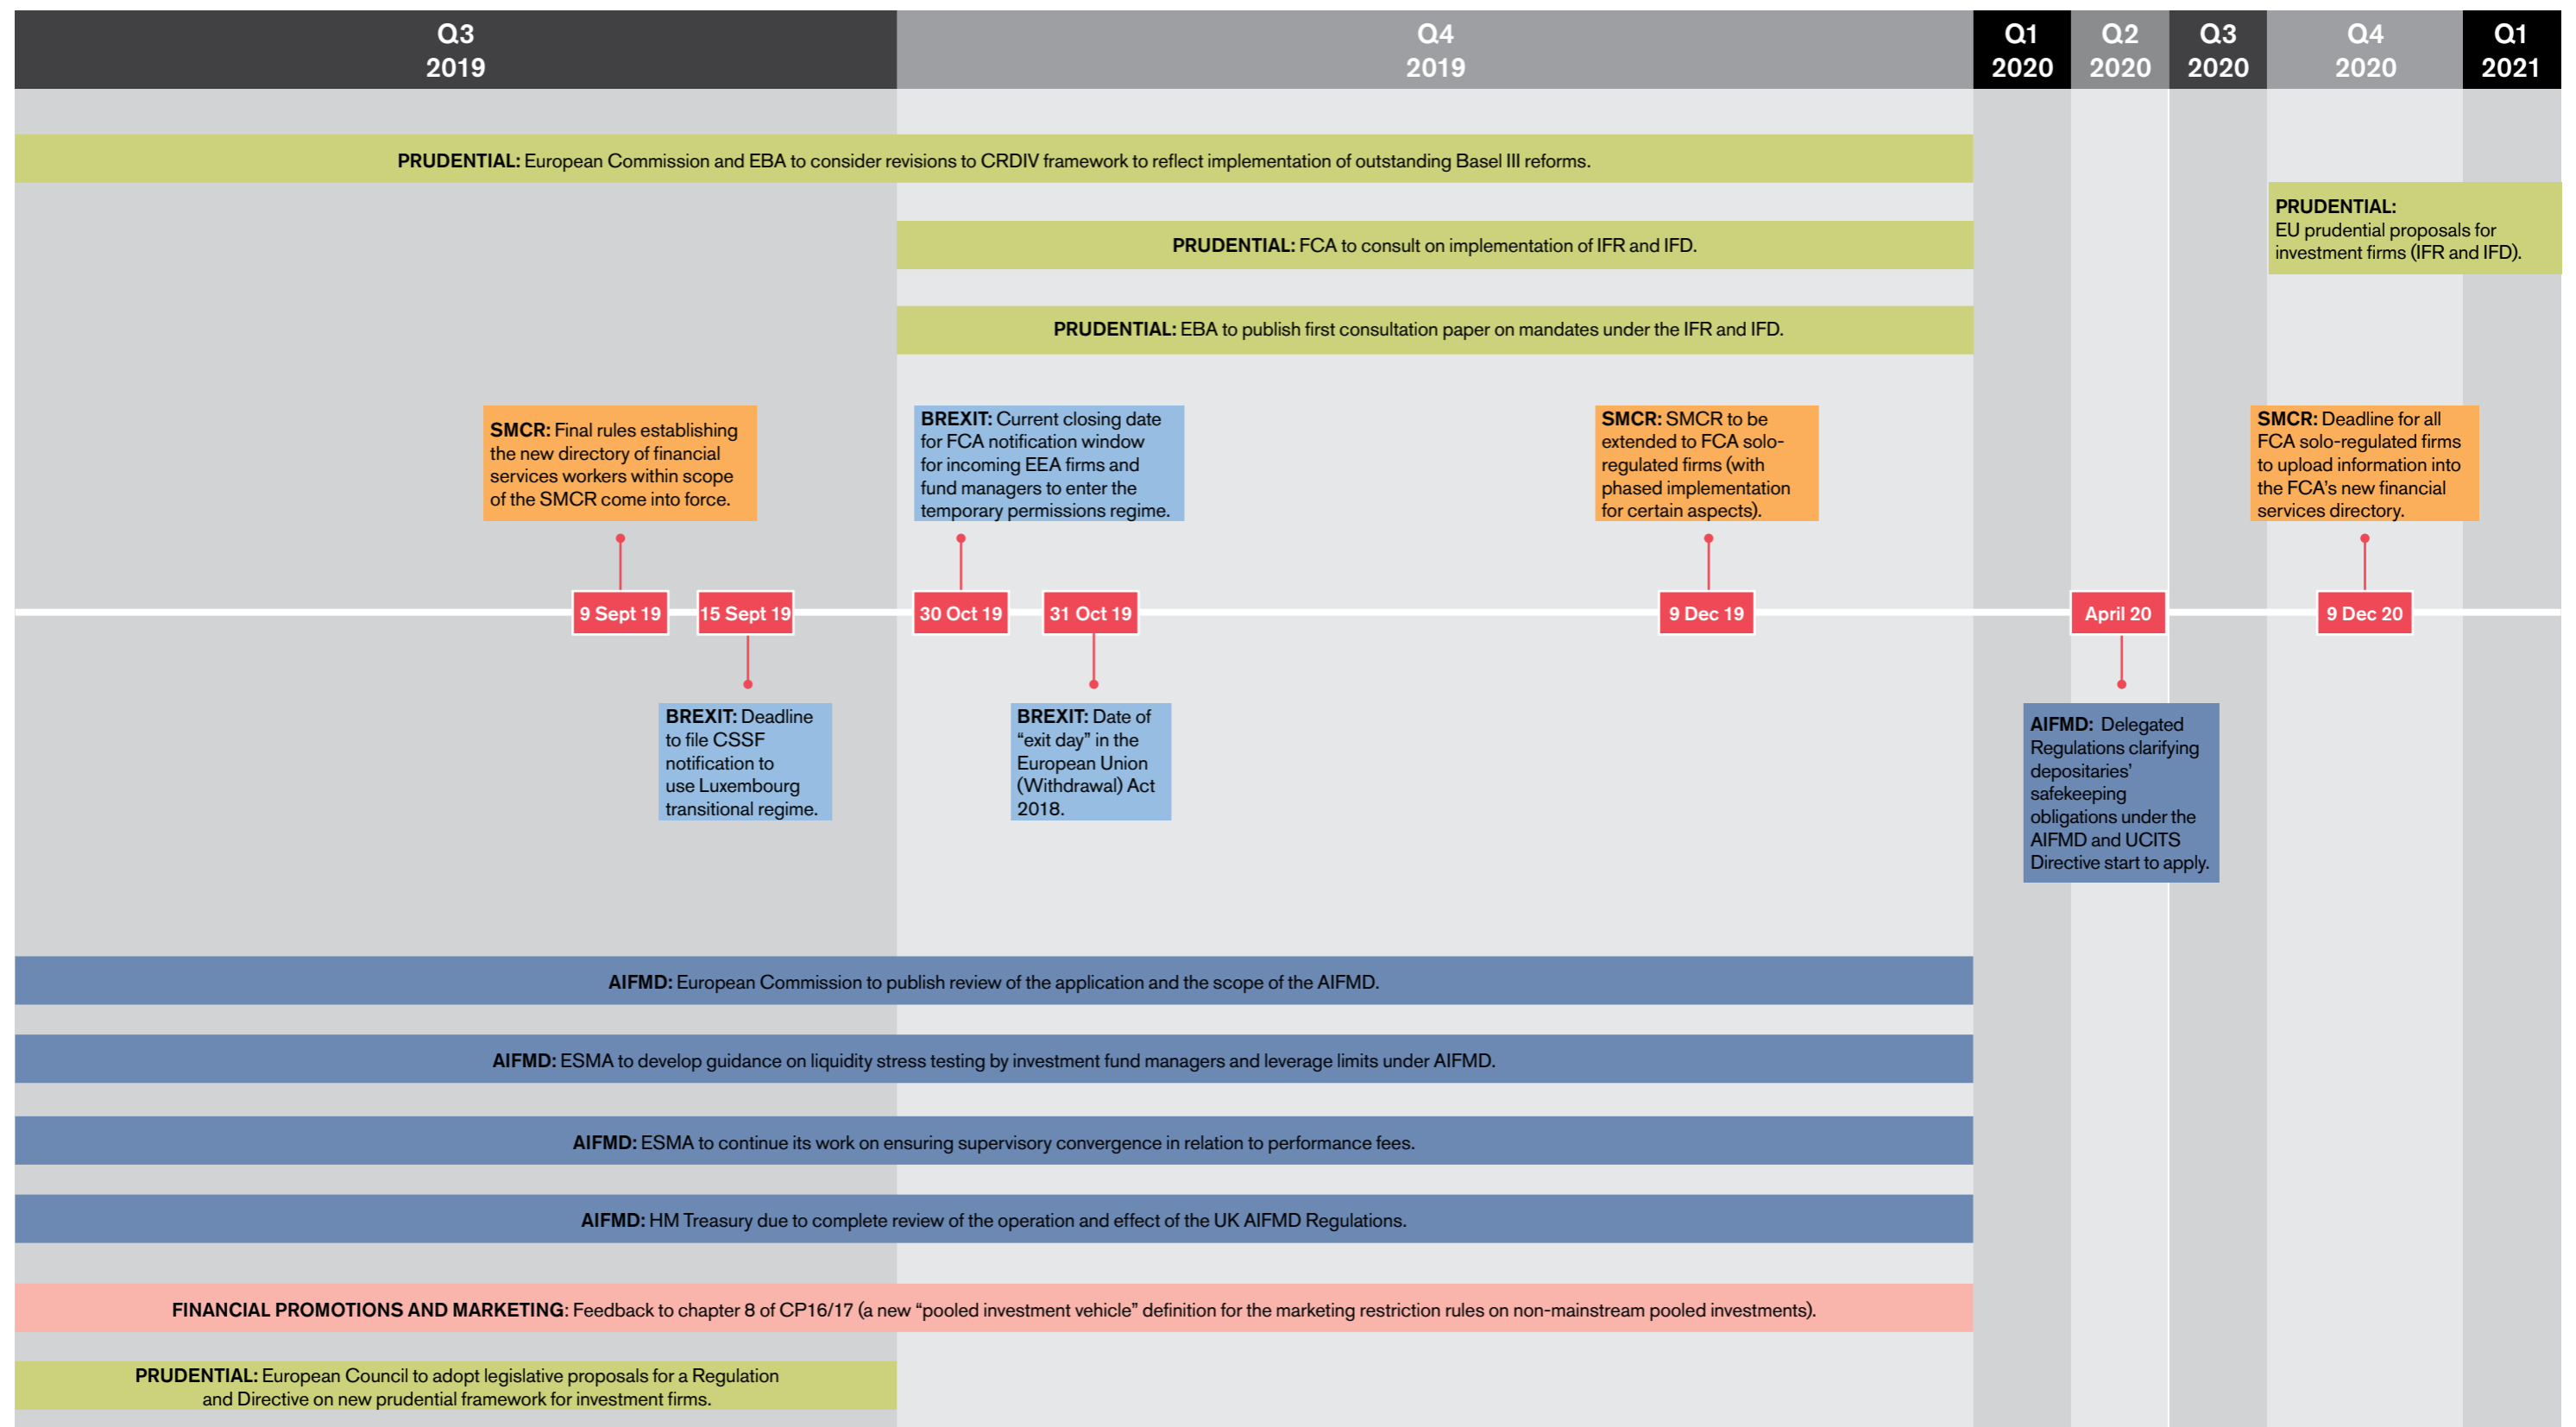 Q3
2019
Q4
2019
Q1
2020
Q2
2020
Q3
2020
Q4
2020
Q1
2021
PRUDENTIAL: European Commission and EBA to consider revisions to CRDIV framework to reflect implementation of outstanding Basel III reforms.
PRUDENTIAL:
EU prudential proposals for
investment firms (IFR and IFD).
PRUDENTIAL: FCA to consult on implementation of IFR and IFD.
PRUDENTIAL: EBA to publish first consultation paper on mandates under the IFR and IFD.
SMCR: Final rules establishing
the new directory of financial
services workers within scope
of the SMCR come into force.
BREXIT: Current closing date
for FCA notification window
for incoming EEA firms and
fund managers to enter the
temporary permissions regime.
SMCR: SMCR to be
extended to FCA solo-
regulated firms (with
phased implementation
for certain aspects).
SMCR: Deadline for all
FCA solo-regulated firms
to upload information into
the FCA's new financial
services directory.
9 Sept 19
15 Sept 19
30 Oct 19
31 Oct 19
9 Dec 19
April 20
9 Dec 20
BREXIT: Deadline
to file CSSF
notification to
use Luxembourg
transitional regime.
BREXIT: Date of
“exit day” in the
European Union
(Withdrawal) Act
2018.
AIFMD: Delegated
Regulations clarifying
depositaries’
safekeeping
obligations under the
AIFMD and UCITS
Directive start to apply.
AIFMD: European Commission to publish review of the application and the scope of the AIFMD.
AIFMD: ESMA to develop guidance on liquidity stress testing by investment fund managers and leverage limits under AIFMD.
AIFMD: ESMA to continue its work on ensuring supervisory convergence in relation to performance fees.
AIFMD: HM Treasury due to complete review of the operation and effect of the UK AIFMD Regulations.
FINANCIAL PROMOTIONS AND MARKETING: Feedback to chapter 8 of CP16/17 (a new “pooled investment vehicle” definition for the marketing restriction rules on non-mainstream pooled investments).
PRUDENTIAL: European Council to adopt legislative proposals for a Regulation
and Directive on new prudential framework for investment firms.